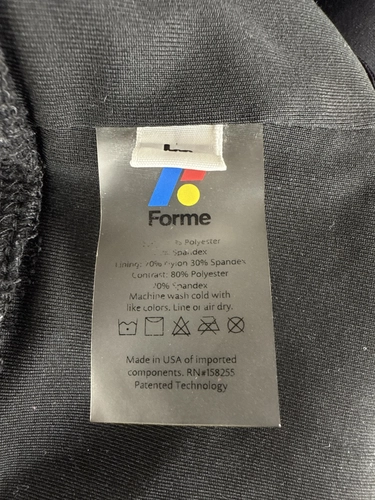 L
Forme
Polyester
Spandex
Lining: 70% Nylon 30% Spandex
Contrast: 80% Polyester
20% Spandex
Machine wash cold with
like colors. Line or air dry.
Made in USA of imported
components. RN#158255
Patented Technology